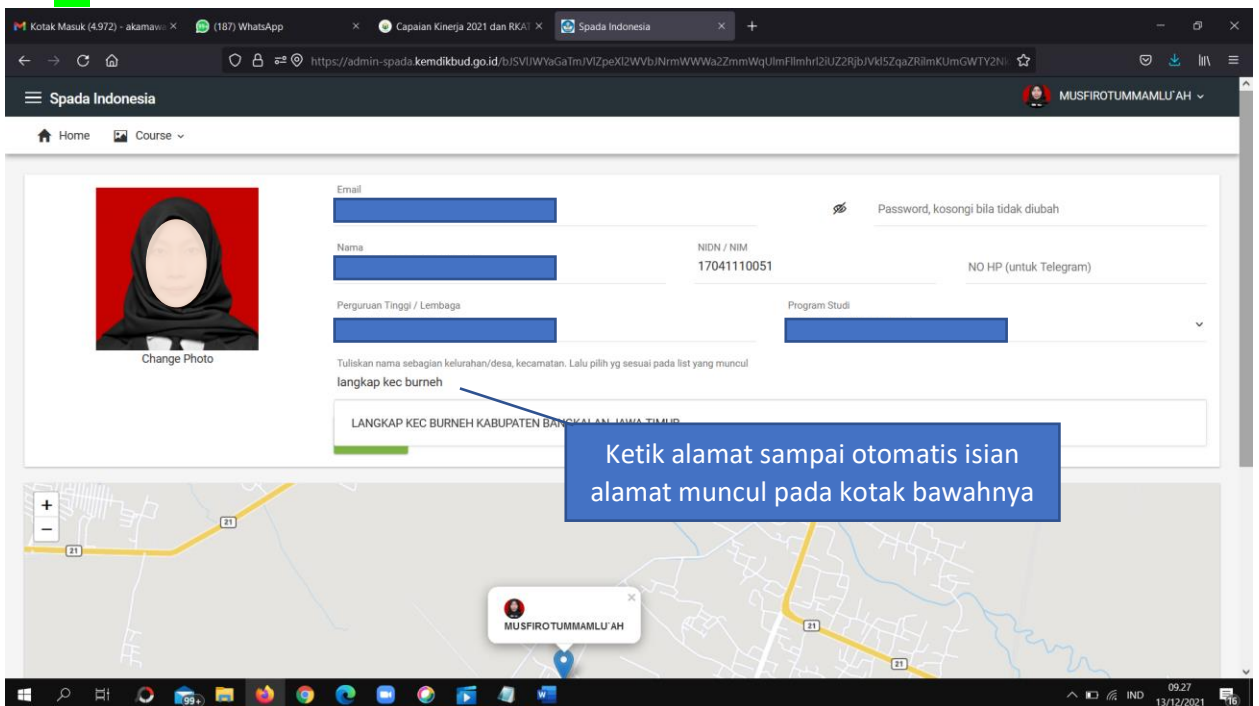 Kotak Masuk (4.972) - akamawa
(187) WhatsApp
Capaian Kinerja 2021 dan RKAT
Spada Indonesia
https://admin-spada.kemdikbud.go.id/
Spada Indonesia
MUSFIROTUMMAMLU`AH
Home
Course
Email
Password, kosongi bila tidak diubah
Nama
NIDN / NIM
17041110051
NO HP (untuk Telegram)
Perguruan Tinggi / Lembaga
Program Studi
Change Photo
Tuliskan nama sebagian kelurahan/desa, kecamatan. Lalu pilih yg sesuai pada list yang muncul
langkap kec burneh
LANGKAP KEC BURNEH KABUPATEN BANGKALAN JAWA TIMUR
Ketik alamat sampai otomatis isian
alamat muncul pada kotak bawahnya
+
−
21
21
MUSFIROTUMMAMLU`AH
21
21
99+
IND
09.27
13/12/2021
16